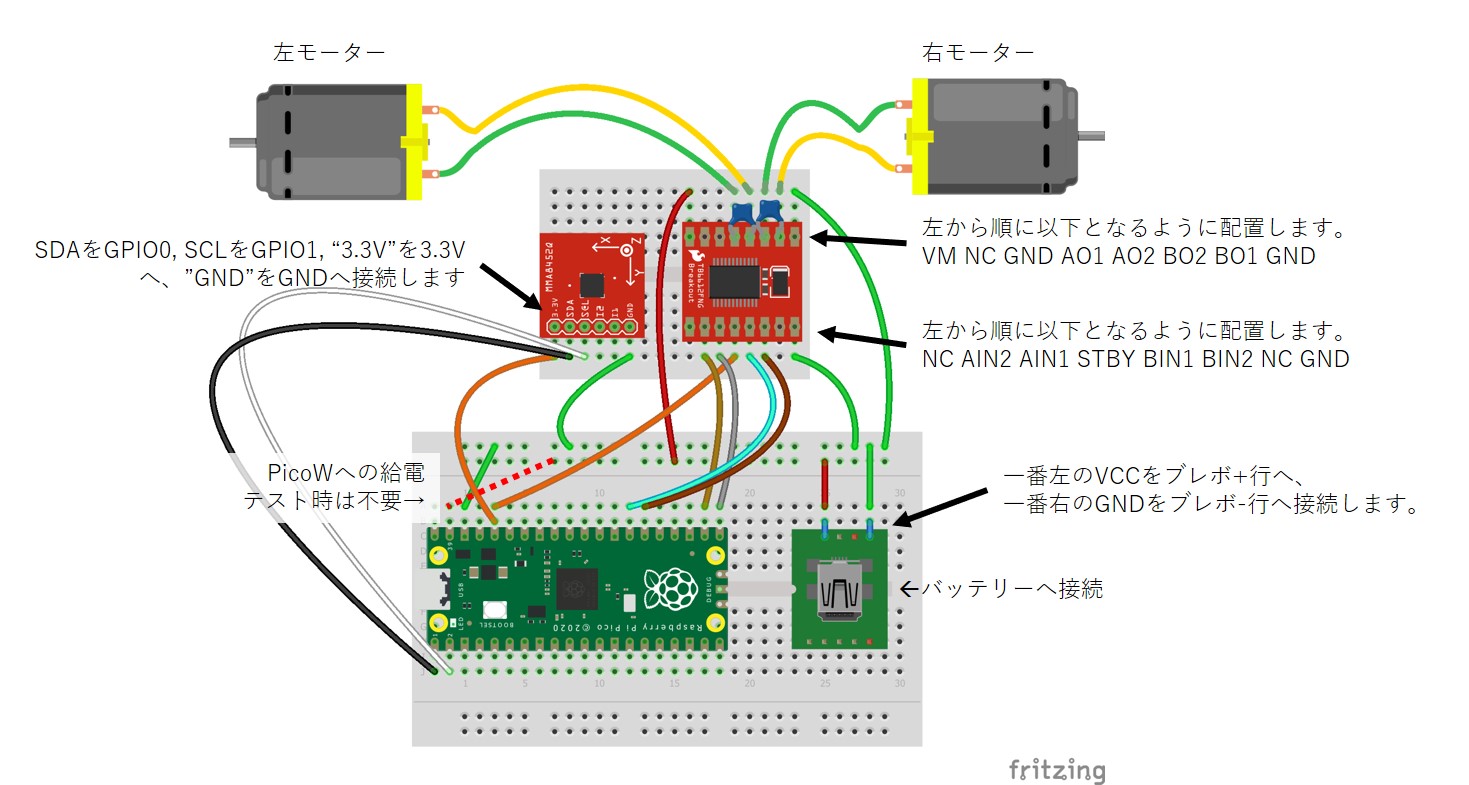 左モーター
右モーター
SDAをGPIO0, SCLをGPIO1, “3.3V”を3.3V
へ、”GND”をGNDへ接続します
左から順に以下となるように配置します。
VM NC GND AO1 AO2 BO2 BO1 GND
左から順に以下となるように配置します。
NC AIN2 AIN1 STBY BIN1 BIN2 NC GND
MMA8452Q
X
Z
Y
3.3V
SDA
SCL
I2
I1
GND
TB6612FNG
Breakout
PicoWへの給電
テスト時は不要→
一番左のVCCをブレボ+行へ、
一番右のGNDをブレボ-行へ接続します。
←バッテリーへ接続
10
30
USB
LED
BOOTSEL
Raspberry Pi Pico ©2020
DEBUG
1
5
10
15
20
25
30
fritzing